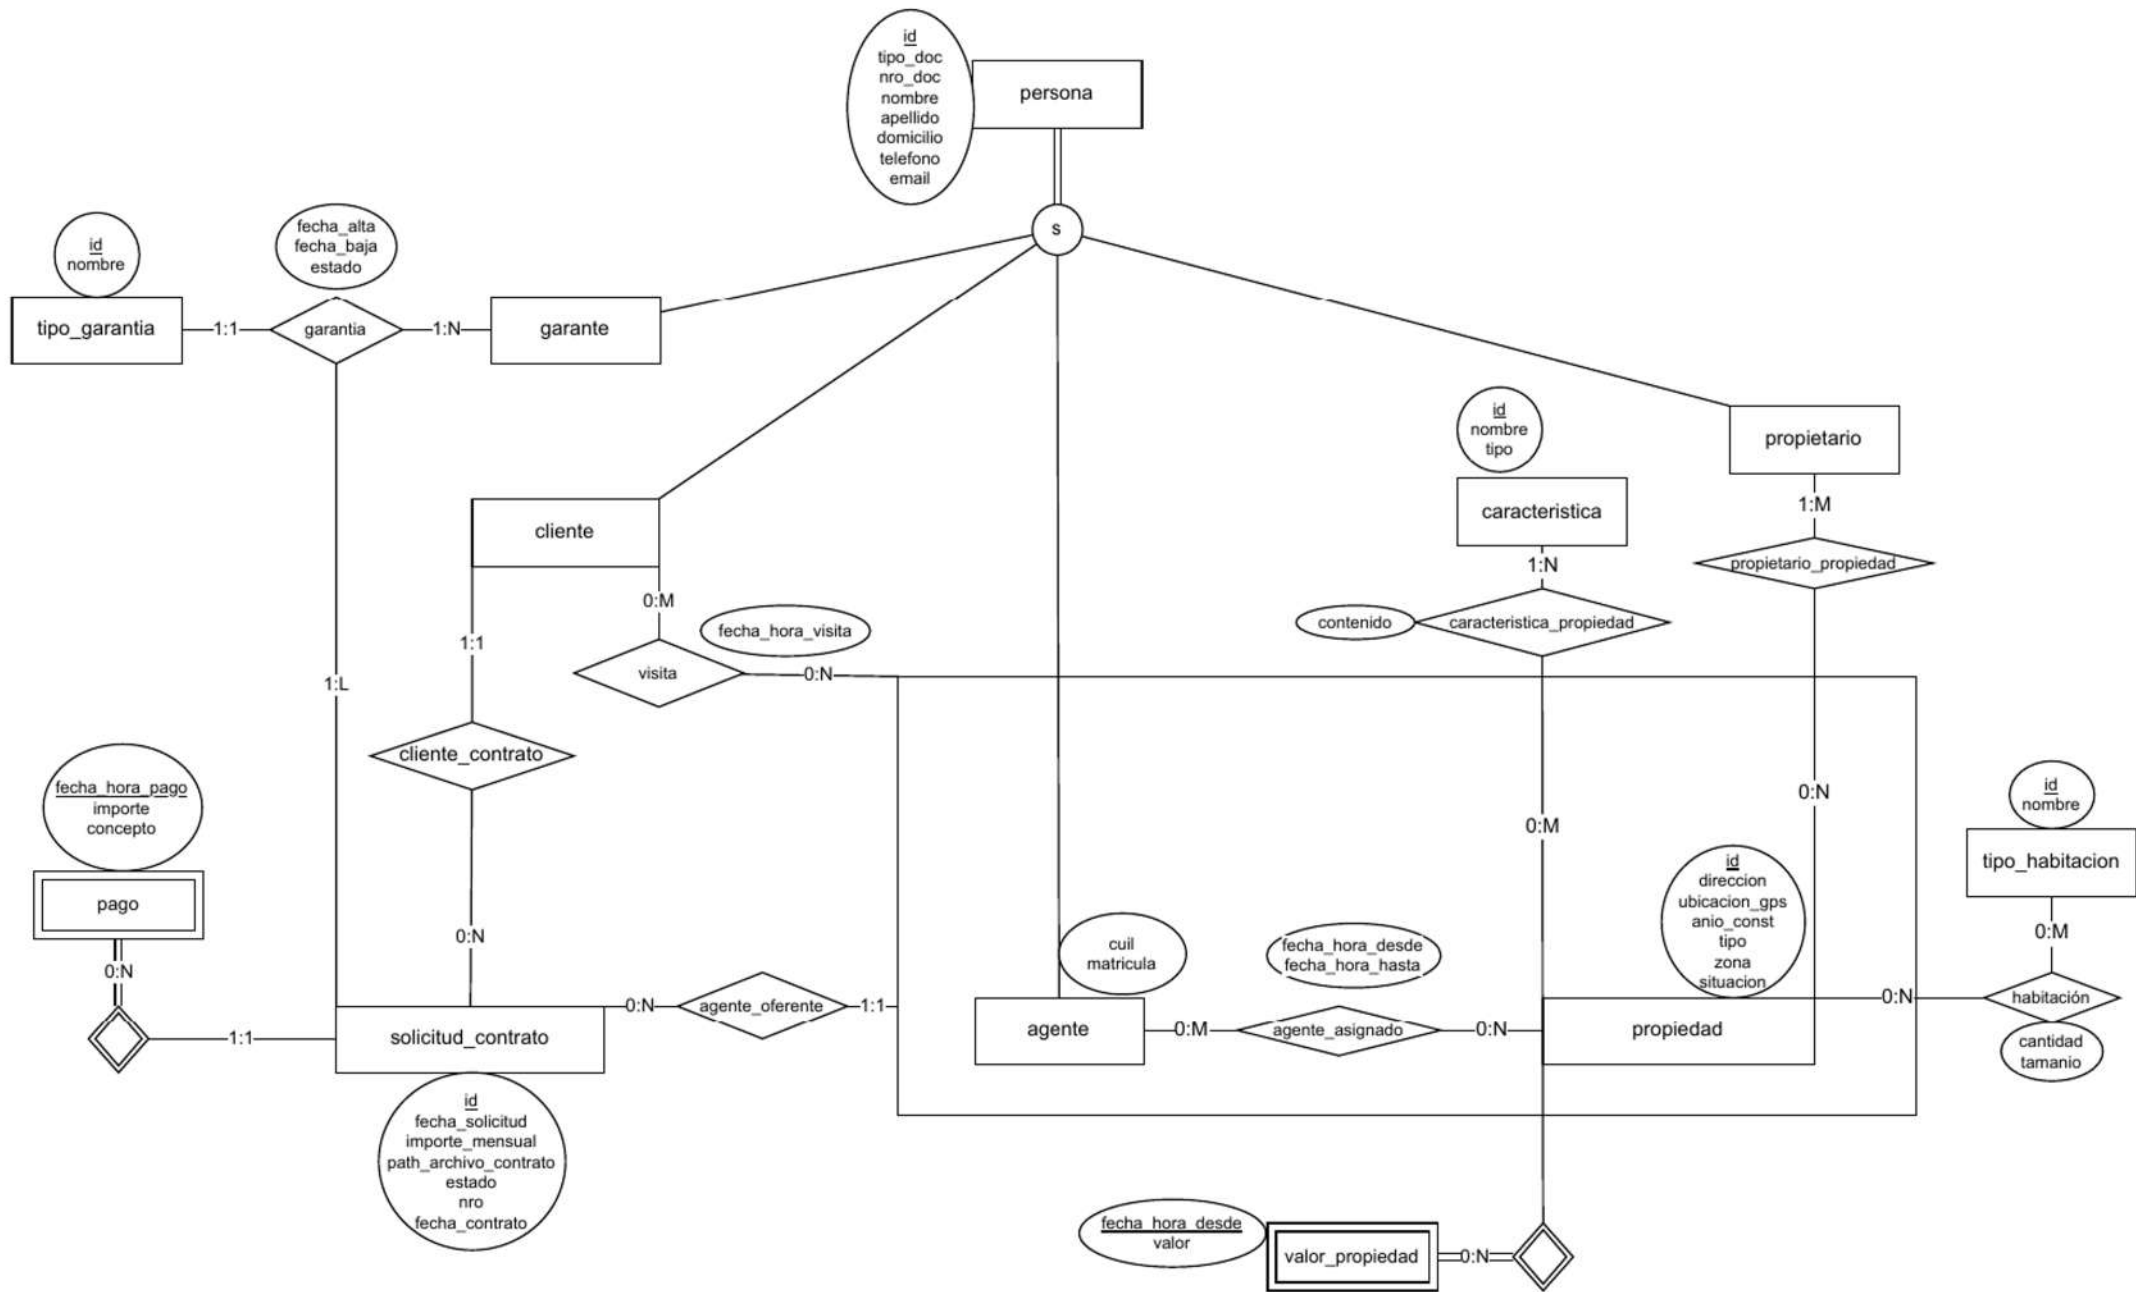 id
tipo_doc
nro_doc
nombre
apellido
domicilio
telefono
email
persona
s
id
nombre
tipo_garantia
1:1
fecha_alta
fecha_baja
estado
garantia
1:N
garante
1:L
cliente
0:M
1:1
fecha_hora_visita
visita
0:N
cliente_contrato
0:N
id
nombre
tipo
caracteristica
1:N
contenido
caracteristica_propiedad
0:M
propietario
1:M
propietario_propiedad
0:N
fecha_hora_pago
importe
concepto
pago
0:N
1:1
solicitud_contrato
id
fecha_solicitud
importe_mensual
path_archivo_contrato
estado
nro
fecha_contrato
0:N
agente_oferente
1:1
cuil
matricula
agente
0:M
fecha_hora_desde
fecha_hora_hasta
agente_asignado
0:N
id
direccion
ubicacion_gps
anio_const
tipo
zona
situacion
propiedad
0:N
id
nombre
tipo_habitacion
0:M
habitación
cantidad
tamanio
fecha_hora_desde
valor
valor_propiedad
0:N